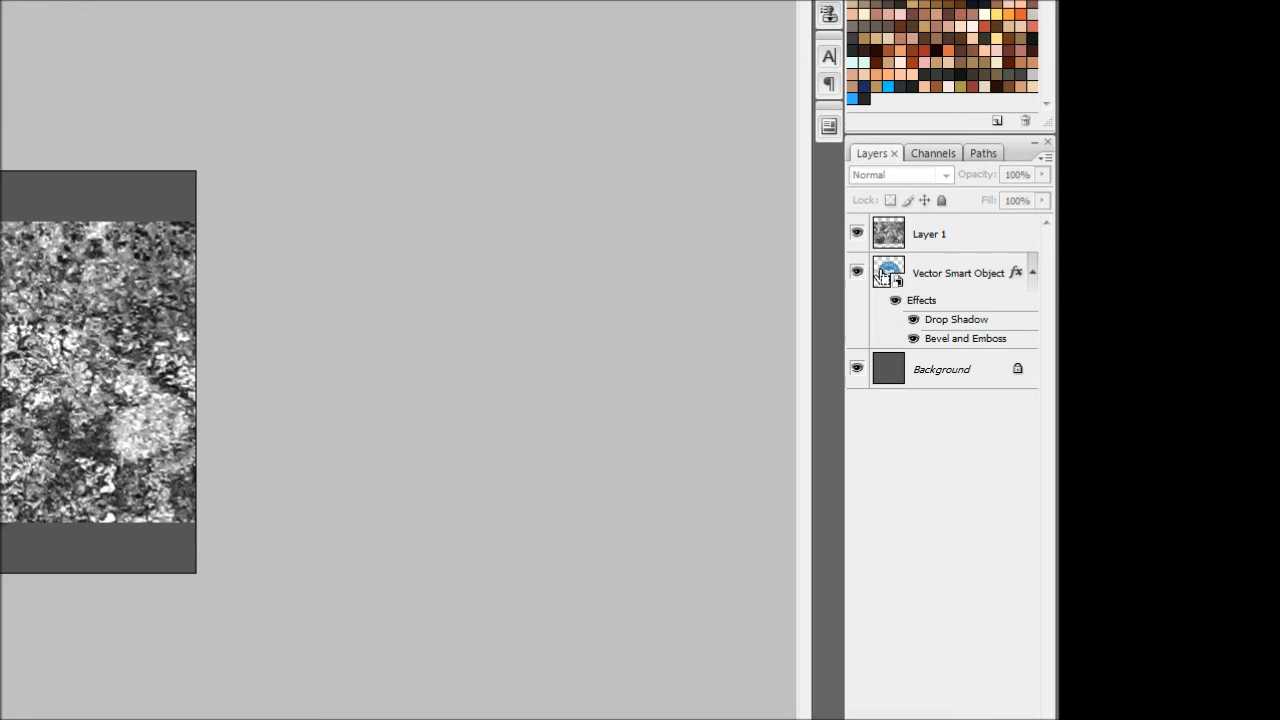 A
Layers Channels Paths
Normal Opacity: 100%
Lock: Fill: 100%
Layer 1
Vector Smart Object fx
Effects
Drop Shadow
Bevel and Emboss
Background